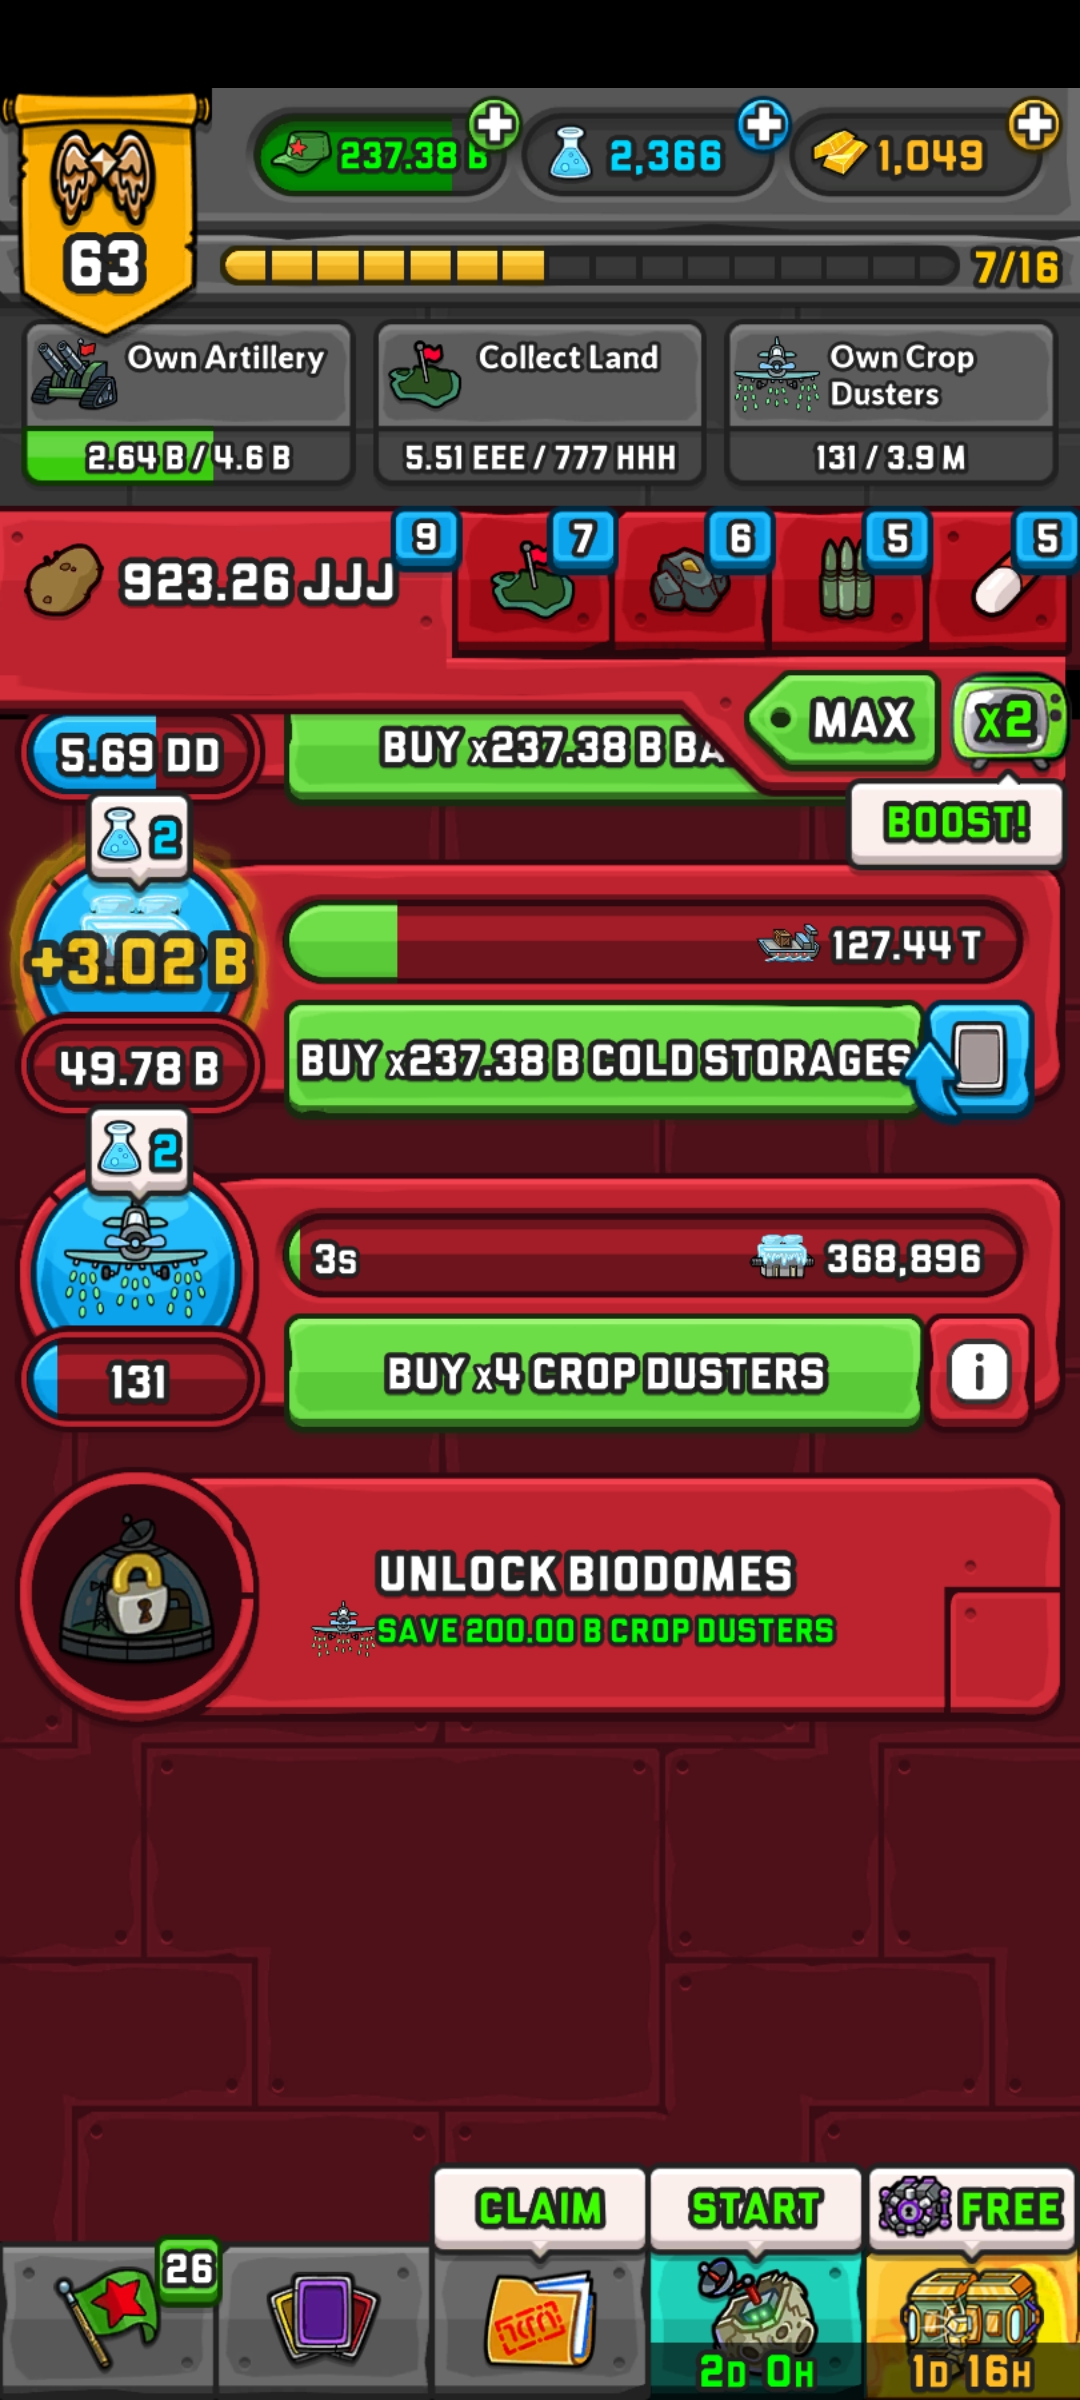 237.38 B
2,366
1,049
63
7/16
Own Artillery
2.64 B / 4.6 B
Collect Land
5.51 EEE / 777 HHH
Own Crop
Dusters
131 / 3.9 M
923.26 JJJ
9
7
6
5
5
MAX
x2
BOOST!
5.69 DD
BUY x237.38 B BA
2
+3.02 B
127.44 T
49.78 B
BUY x237.38 B COLD STORAGES
2
3s
368,896
131
BUY x4 CROP DUSTERS
i
UNLOCK BIODOMES
SAVE 200.00 B CROP DUSTERS
CLAIM
START
FREE
26
2D 0H
1D 16H